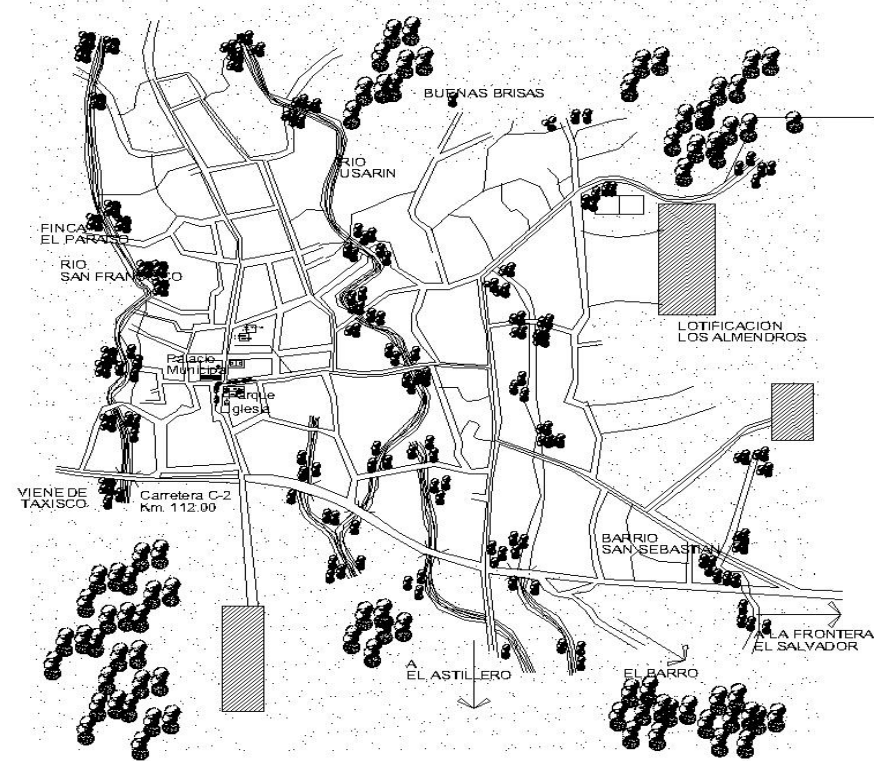 BUENAS BRISAS
RIO
USARIN
FINCA
EL PARAISO
RIO
SAN FRANCISCO
LOTIFICACION
LOS ALMENDROS
Palacio
Municipal
Parque
Iglesia
VIENE DE
TAXISCO
Carretera C-2
Km. 112.00
BARRIO
SAN SEBASTIAN
A LA FRONTERA
EL SALVADOR
A
EL ASTILLERO
EL BARRO